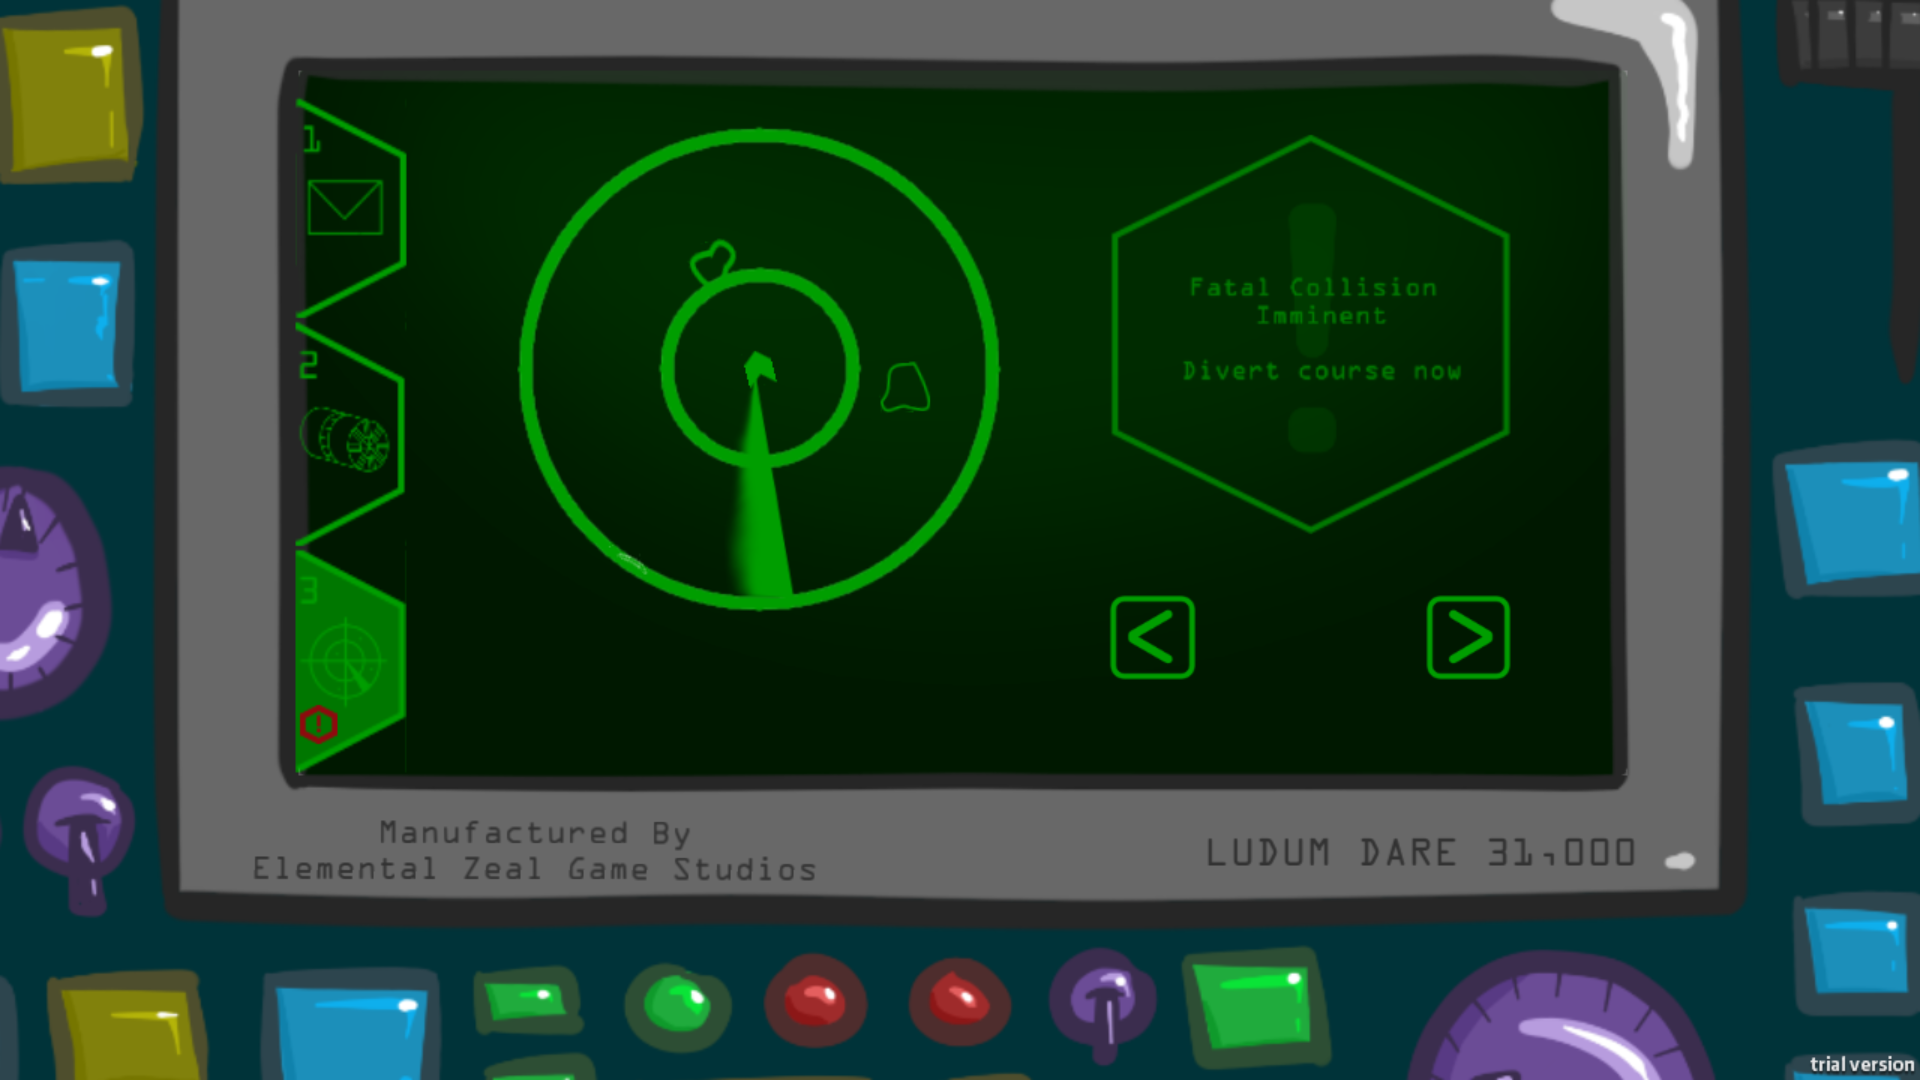 1
2
3
Fatal Collision
Imminent
Divert course now
< >
Manufactured By
Elemental Zeal Game Studios
LUDUM DARE 31,000
trial version